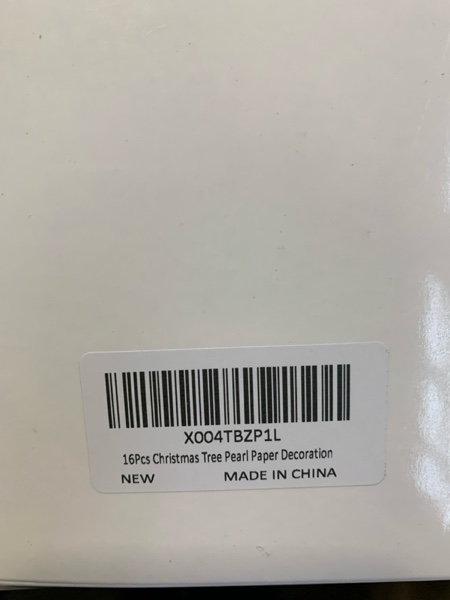 X004TBZP1L
16Pcs Christmas Tree Pearl Paper Decoration
NEW MADE IN CHINA